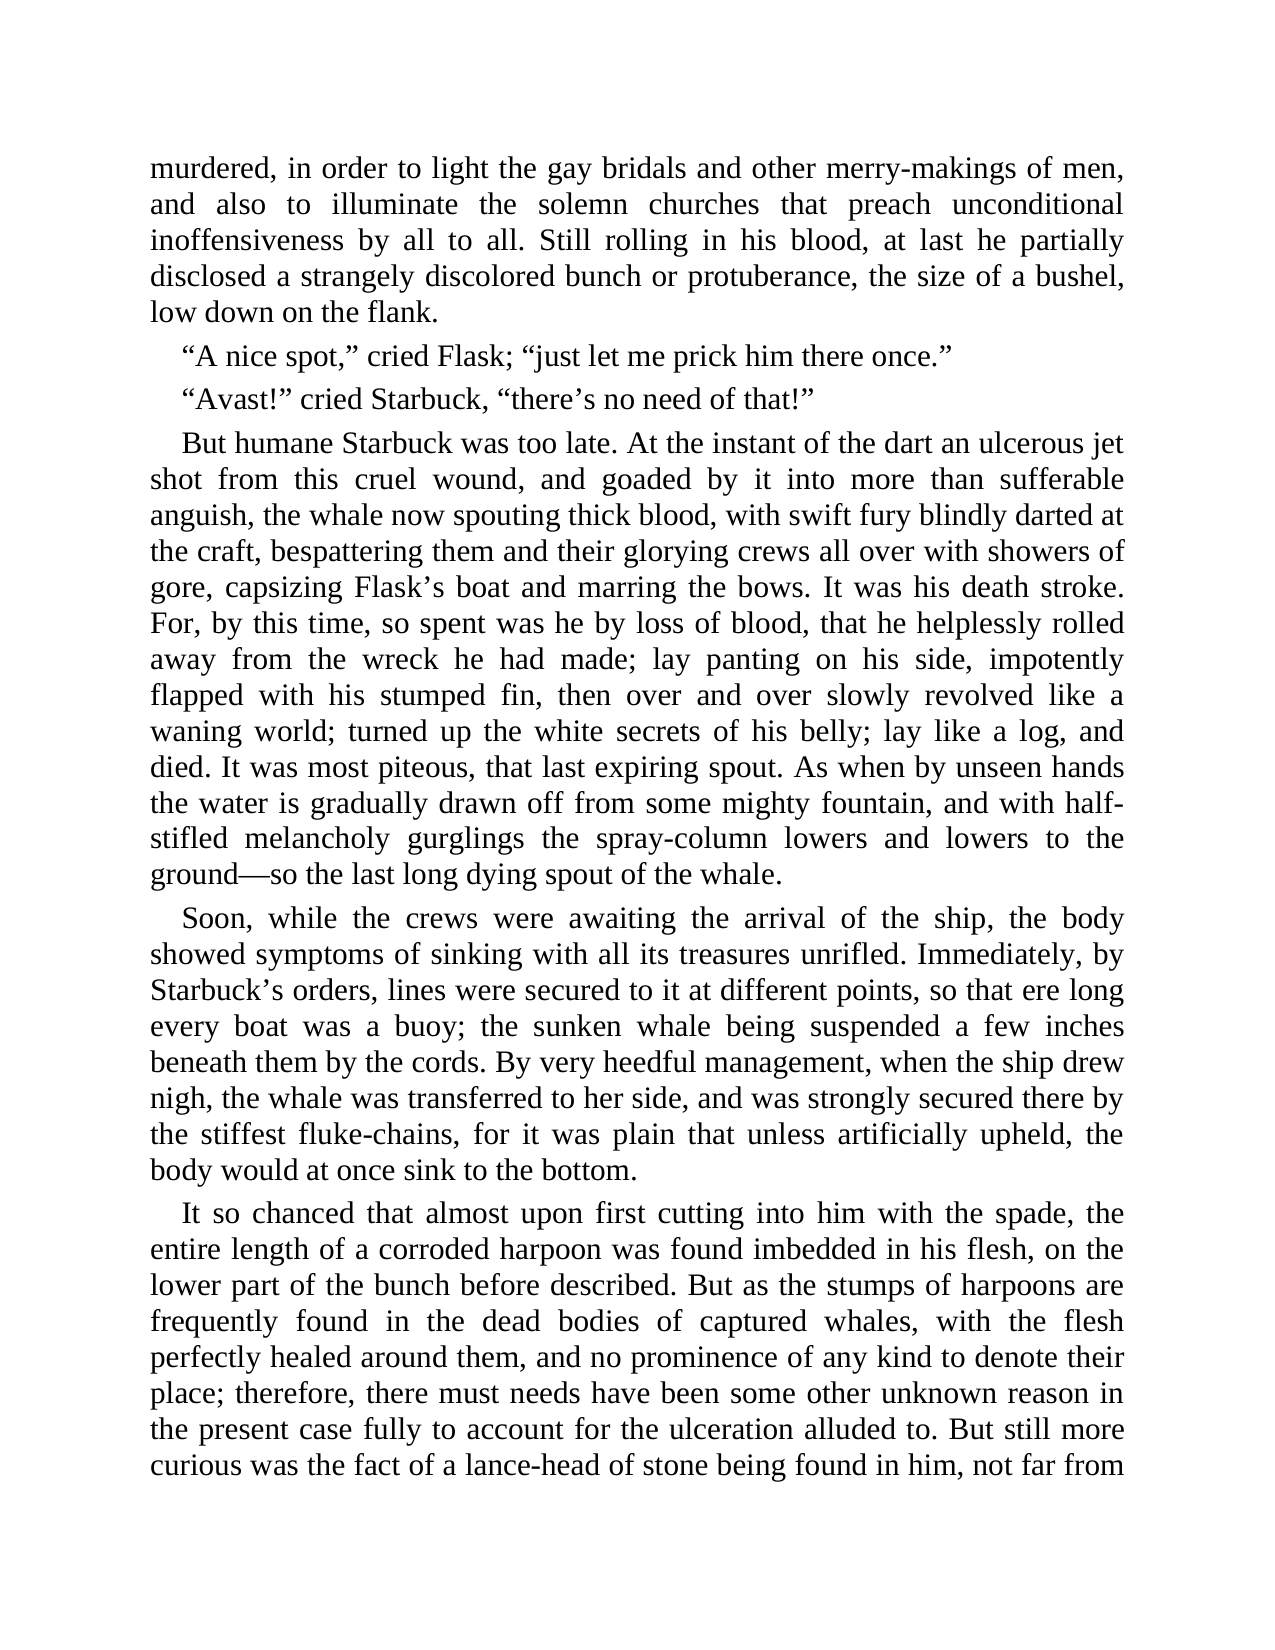 murdered, in order to light the gay bridals and other merry-makings of men,
and also to illuminate the solemn churches that preach unconditional
inoffensiveness by all to all. Still rolling in his blood, at last he partially
disclosed a strangely discolored bunch or protuberance, the size of a bushel,
low down on the flank.
“A nice spot,” cried Flask; “just let me prick him there once.”
“Avast!” cried Starbuck, “there’s no need of that!”
But humane Starbuck was too late. At the instant of the dart an ulcerous jet
shot from this cruel wound, and goaded by it into more than sufferable
anguish, the whale now spouting thick blood, with swift fury blindly darted at
the craft, bespattering them and their glorying crews all over with showers of
gore, capsizing Flask’s boat and marring the bows. It was his death stroke.
For, by this time, so spent was he by loss of blood, that he helplessly rolled
away from the wreck he had made; lay panting on his side, impotently
flapped with his stumped fin, then over and over slowly revolved like a
waning world; turned up the white secrets of his belly; lay like a log, and
died. It was most piteous, that last expiring spout. As when by unseen hands
the water is gradually drawn off from some mighty fountain, and with half-
stifled melancholy gurglings the spray-column lowers and lowers to the
ground—so the last long dying spout of the whale.
Soon, while the crews were awaiting the arrival of the ship, the body
showed symptoms of sinking with all its treasures unrifled. Immediately, by
Starbuck’s orders, lines were secured to it at different points, so that ere long
every boat was a buoy; the sunken whale being suspended a few inches
beneath them by the cords. By very heedful management, when the ship drew
nigh, the whale was transferred to her side, and was strongly secured there by
the stiffest fluke-chains, for it was plain that unless artificially upheld, the
body would at once sink to the bottom.
It so chanced that almost upon first cutting into him with the spade, the
entire length of a corroded harpoon was found imbedded in his flesh, on the
lower part of the bunch before described. But as the stumps of harpoons are
frequently found in the dead bodies of captured whales, with the flesh
perfectly healed around them, and no prominence of any kind to denote their
place; therefore, there must needs have been some other unknown reason in
the present case fully to account for the ulceration alluded to. But still more
curious was the fact of a lance-head of stone being found in him, not far from